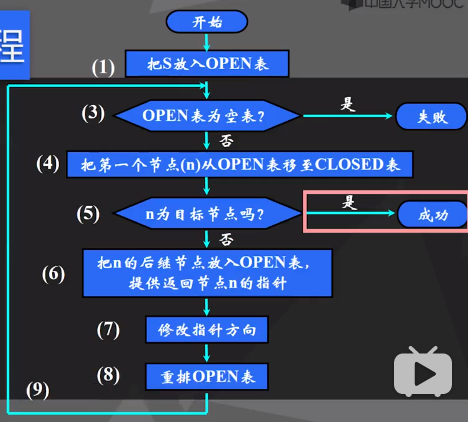 中国大学MOOC
程
开始
(1) 把S放入OPEN表
(3) OPEN表为空表? 是 失败
否
(4) 把第一个节点(n)从OPEN表移至CLOSED表
(5) n为目标节点吗? 是 成功
否
(6) 把n的后继节点放入OPEN表,
提供返回节点n的指针
(7) 修改指针方向
(8) 重排OPEN表
(9)